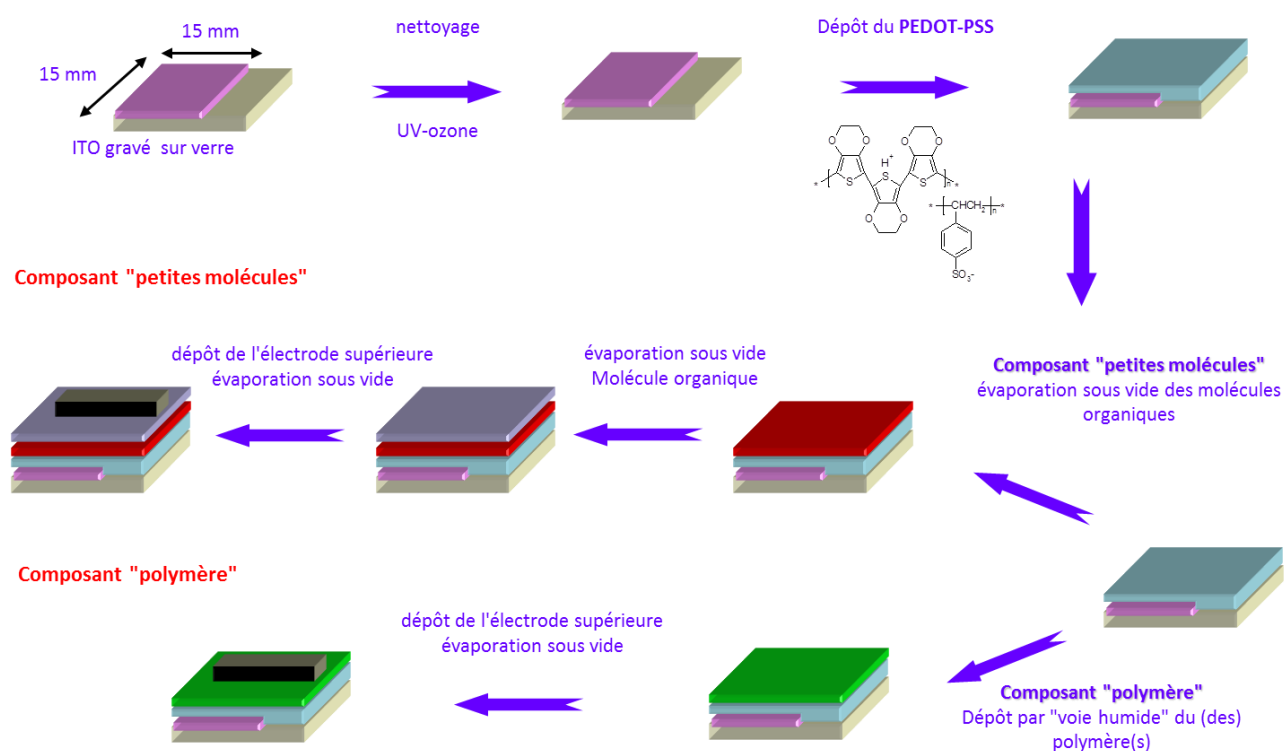 15 mm
15 mm
ITO gravé sur verre
nettoyage
UV-ozone
Dépôt du PEDOT-PSS
O O O O
H+
* S S S n *
O O
* CHCH2 n *
SO3-
Composant "petites molécules"
dépôt de l'électrode supérieure
évaporation sous vide
évaporation sous vide
Molécule organique
Composant "petites molécules"
évaporation sous vide des molécules
organiques
Composant "polymère"
dépôt de l'électrode supérieure
évaporation sous vide
Composant "polymère"
Dépôt par "voie humide" du (des)
polymère(s)